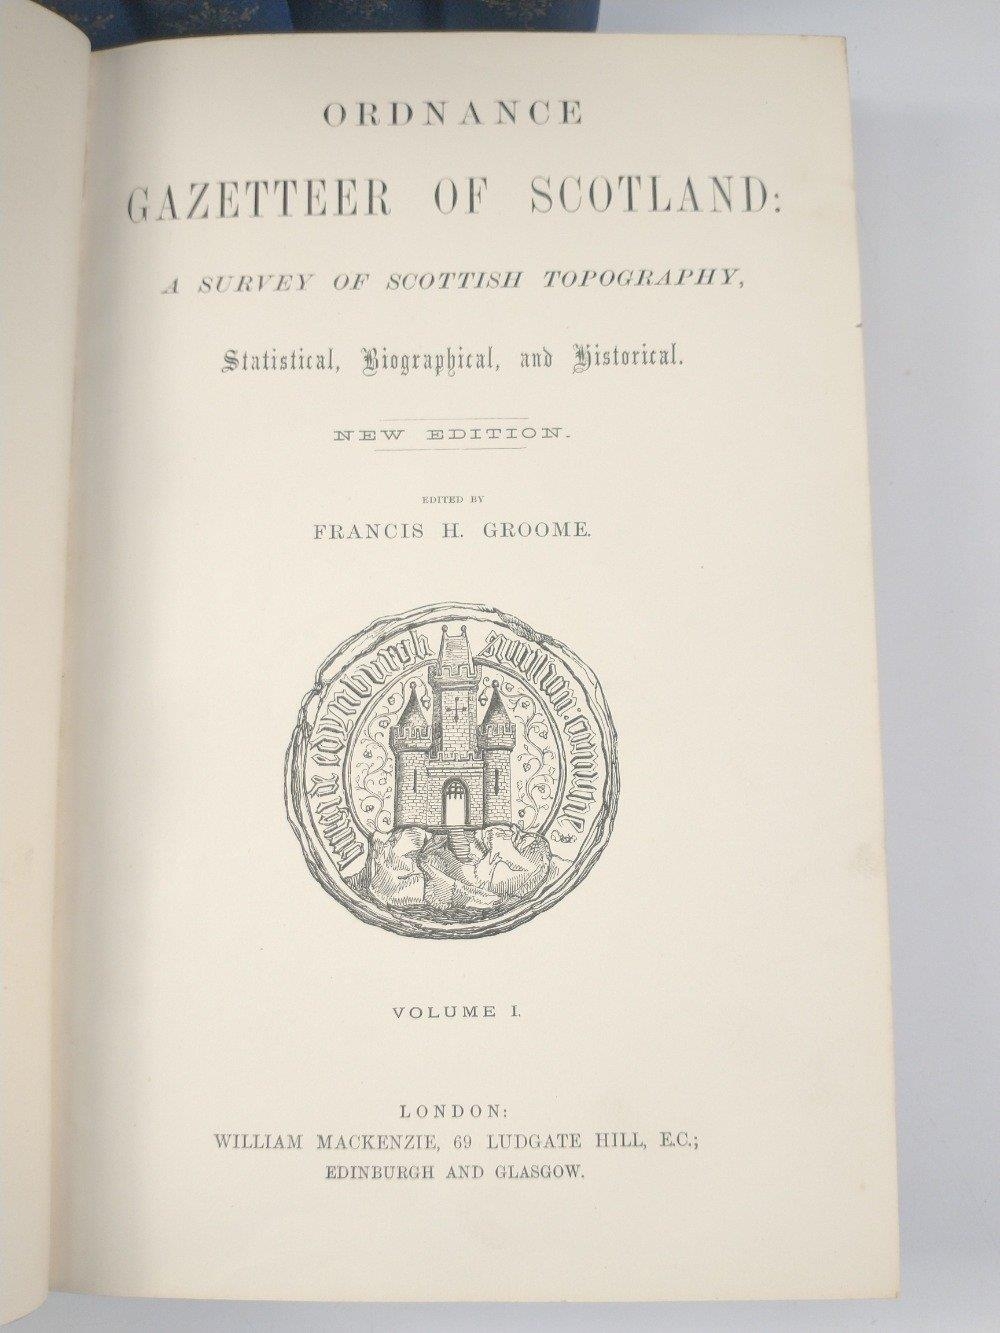 ORDNANCE
GAZETTEER OF SCOTLAND:
A SURVEY OF SCOTTISH TOPOGRAPHY,
Statistical, Biographical, and Historical.
NEW EDITION.
EDITED BY
FRANCIS H. GROOME.
VOLUME I.
LONDON:
WILLIAM MACKENZIE, 69 LUDGATE HILL, E.C.;
EDINBURGH AND GLASGOW.